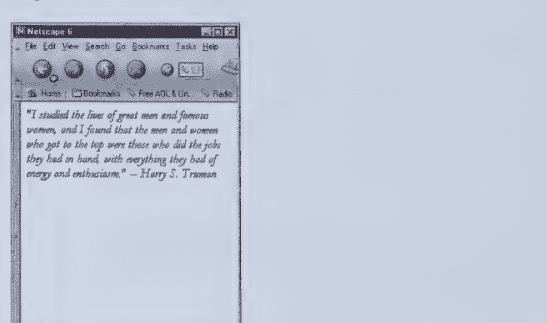 Netscape 6
File Edit View Search Go Bookmarks Tasks Help
Home Bookmarks Free AOL & Un... Radio
"I studied the lives of great men and famous
women, and I found that the men and women
who got to the top were those who did the jobs
they had in hand, with everything they had of
energy and enthusiasm." -- Harry S. Truman